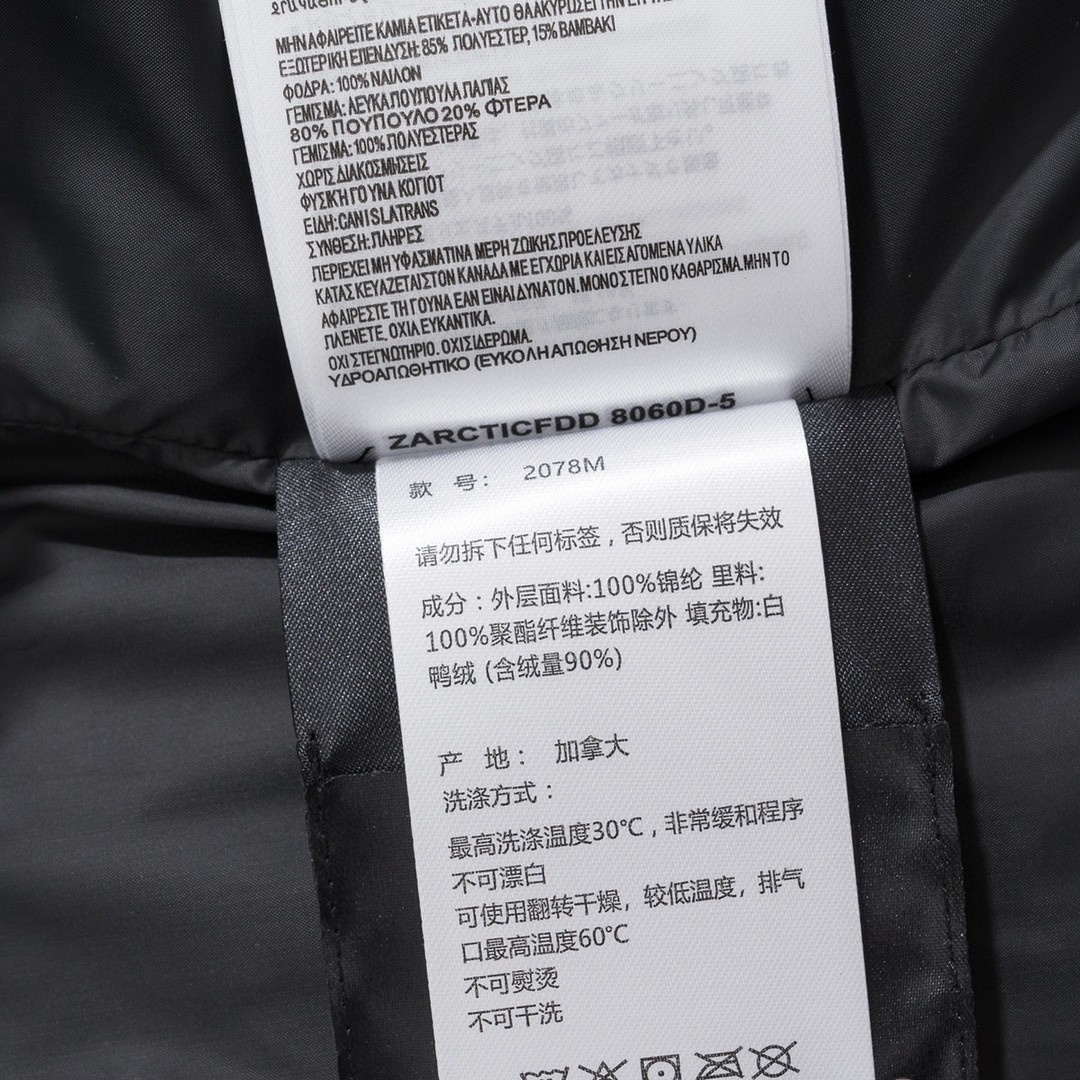 ΜΗΝ ΑΦΑΙΡΕΙΤΕ ΚΑΜΙΑ ΕΤΙΚΕΤΑ-ΑΥΤΟ ΘΑ ΑΚΥΡΩΣΕΙ ΤΗΝ
ΕΞΩΤΕΡΙΚΗ ΕΠΕΝΔΥΣΗ: 85% ΠΟΛΥΕΣΤΕΡ, 15% ΒΑΜΒΑΚΙ
ΦΟΔΡΑ: 100% ΝΑΙΛΟΝ
ΓΕΜΙΣΜΑ: ΛΕΥΚΑ ΠΟΥΠΟΥΛΑ ΠΑΠΙΑΣ
80% ΠΟΥΠΟΥΛΟ 20% ΦΤΕΡΑ
ΓΕΜΙΣΜΑ: 100% ΠΟΛΥΕΣΤΕΡΑΣ
ΧΩΡΙΣ ΔΙΑΚΟΣΜΗΣΕΙΣ
ΦΥΣΙΚΗ ΓΟΥΝΑ ΚΟΓΙΟΤ
ΕΙΔΗ: CANIS LATRANS
ΣΥΝΘΕΣΗ: ΠΛΗΡΕΣ
ΠΕΡΙΕΧΕΙ ΜΗ ΥΦΑΣΜΑΤΙΝΑ ΜΕΡΗ ΖΩΙΚΗΣ ΠΡΟΕΛΕΥΣΗΣ
ΚΑΤΑΣΚΕΥΑΖΕΤΑΙ ΣΤΟΝ ΚΑΝΑΔΑ ΜΕ ΕΓΧΩΡΙΑ ΚΑΙ ΕΙΣΑΓΟΜΕΝΑ ΥΛΙΚΑ
ΑΦΑΙΡΕΣΤΕ ΤΗ ΓΟΥΝΑ ΕΑΝ ΕΙΝΑΙ ΔΥΝΑΤΟΝ. ΜΟΝΟ ΣΤΕΓΝΟ ΚΑΘΑΡΙΣΜΑ. ΜΗΝ ΤΟ
ΠΛΕΝΕΤΕ, ΟΧΙ ΛΕΥΚΑΝΤΙΚΑ.
ΟΧΙ ΣΤΕΓΝΩΤΗΡΙΟ. ΟΧΙ ΣΙΔΕΡΩΜΑ.
ΥΔΡΟΑΠΩΘΗΤΙΚΟ (ΕΥΚΟΛΗ ΑΠΩΘΗΣΗ ΝΕΡΟΥ)
ZARCTICFDD 8060D-5
款 号： 2078M
请勿拆下任何标签，否则质保将失效
成分：外层面料:100%锦纶 里料:
100%聚酯纤维装饰除外 填充物:白
鸭绒 (含绒量90%)
产 地： 加拿大
洗涤方式：
最高洗涤温度30℃，非常缓和程序
不可漂白
可使用翻转干燥，较低温度，排气
口最高温度60℃
不可熨烫
不可干洗